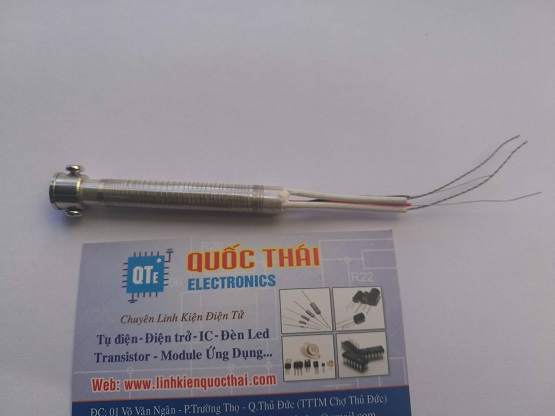 QTE
QUỐC THÁI
ELECTRONICS
R22
Chuyên Linh Kiện Điện Tử
Tụ điện - Điện trở - IC - Đèn Led
Transistor - Module Ứng Dụng...
Web: www.linhkienquocthai.com
ĐC: 01 Võ Văn Ngân - P.Trường Thọ - Q.Thủ Đức (TTTM Chợ Thủ Đức)